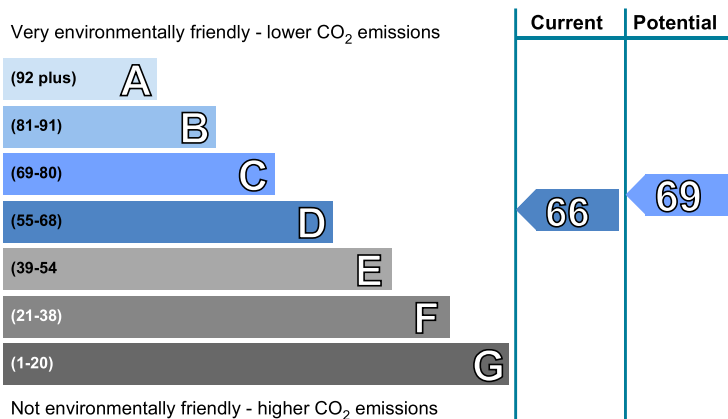 Very environmentally friendly - lower CO2 emissions
Current
Potential
(92 plus) A
(81-91) B
(69-80) C
(55-68) D
(39-54 E
(21-38) F
(1-20) G
66
69
Not environmentally friendly - higher CO2 emissions